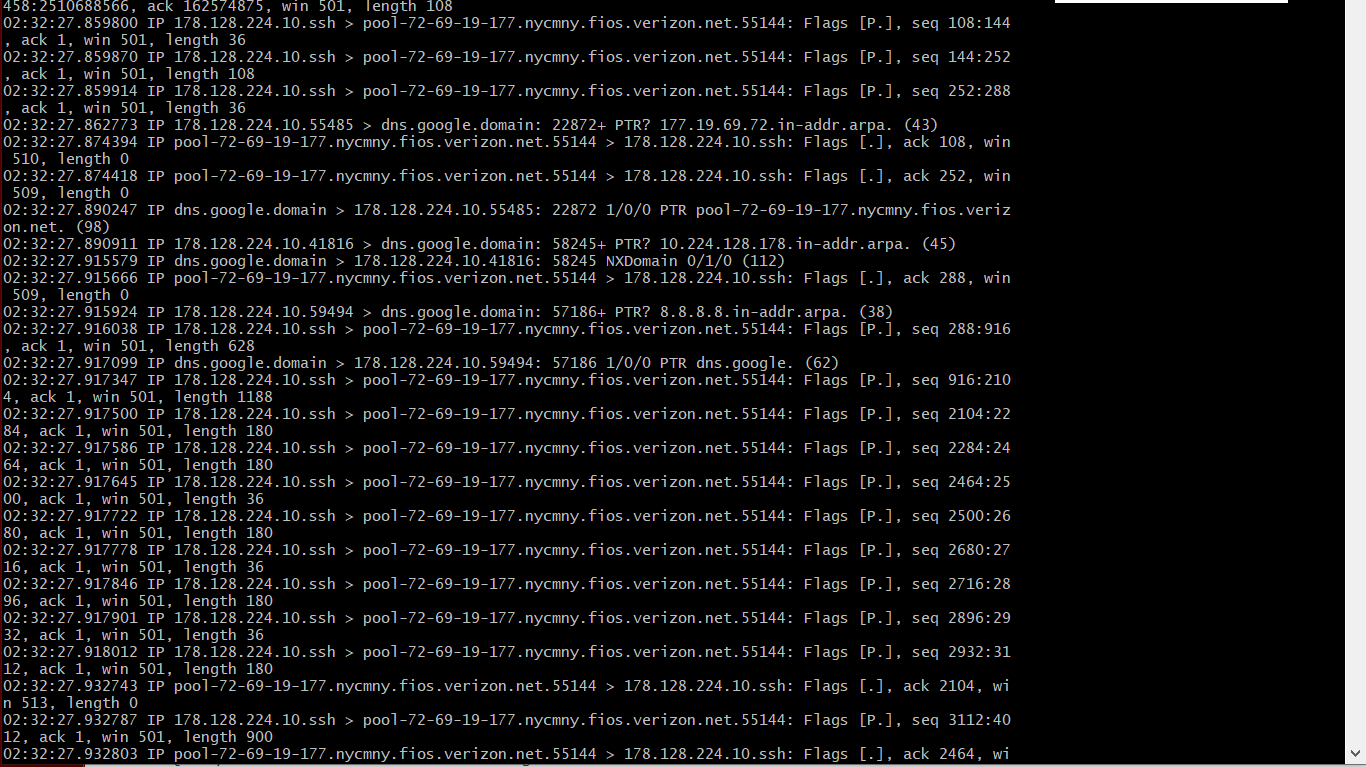 458:2510688566, ack 162574875, win 501, length 108
02:32:27.859800 IP 178.128.224.10.ssh > pool-72-69-19-177.nycmny.fios.verizon.net.55144: Flags [P.], seq 108:144
, ack 1, win 501, length 36
02:32:27.859870 IP 178.128.224.10.ssh > pool-72-69-19-177.nycmny.fios.verizon.net.55144: Flags [P.], seq 144:252
, ack 1, win 501, length 108
02:32:27.859914 IP 178.128.224.10.ssh > pool-72-69-19-177.nycmny.fios.verizon.net.55144: Flags [P.], seq 252:288
, ack 1, win 501, length 36
02:32:27.862773 IP 178.128.224.10.55485 > dns.google.domain: 22872+ PTR? 177.19.69.72.in-addr.arpa. (43)
02:32:27.874394 IP pool-72-69-19-177.nycmny.fios.verizon.net.55144 > 178.128.224.10.ssh: Flags [.], ack 108, win
 510, length 0
02:32:27.874418 IP pool-72-69-19-177.nycmny.fios.verizon.net.55144 > 178.128.224.10.ssh: Flags [.], ack 252, win
 509, length 0
02:32:27.890247 IP dns.google.domain > 178.128.224.10.55485: 22872 1/0/0 PTR pool-72-69-19-177.nycmny.fios.veriz
on.net. (98)
02:32:27.890911 IP 178.128.224.10.41816 > dns.google.domain: 58245+ PTR? 10.224.128.178.in-addr.arpa. (45)
02:32:27.915579 IP dns.google.domain > 178.128.224.10.41816: 58245 NXDomain 0/1/0 (112)
02:32:27.915666 IP pool-72-69-19-177.nycmny.fios.verizon.net.55144 > 178.128.224.10.ssh: Flags [.], ack 288, win
 509, length 0
02:32:27.915924 IP 178.128.224.10.59494 > dns.google.domain: 57186+ PTR? 8.8.8.8.in-addr.arpa. (38)
02:32:27.916038 IP 178.128.224.10.ssh > pool-72-69-19-177.nycmny.fios.verizon.net.55144: Flags [P.], seq 288:916
, ack 1, win 501, length 628
02:32:27.917099 IP dns.google.domain > 178.128.224.10.59494: 57186 1/0/0 PTR dns.google. (62)
02:32:27.917347 IP 178.128.224.10.ssh > pool-72-69-19-177.nycmny.fios.verizon.net.55144: Flags [P.], seq 916:210
4, ack 1, win 501, length 1188
02:32:27.917500 IP 178.128.224.10.ssh > pool-72-69-19-177.nycmny.fios.verizon.net.55144: Flags [P.], seq 2104:22
84, ack 1, win 501, length 180
02:32:27.917586 IP 178.128.224.10.ssh > pool-72-69-19-177.nycmny.fios.verizon.net.55144: Flags [P.], seq 2284:24
64, ack 1, win 501, length 180
02:32:27.917645 IP 178.128.224.10.ssh > pool-72-69-19-177.nycmny.fios.verizon.net.55144: Flags [P.], seq 2464:25
00, ack 1, win 501, length 36
02:32:27.917722 IP 178.128.224.10.ssh > pool-72-69-19-177.nycmny.fios.verizon.net.55144: Flags [P.], seq 2500:26
80, ack 1, win 501, length 180
02:32:27.917778 IP 178.128.224.10.ssh > pool-72-69-19-177.nycmny.fios.verizon.net.55144: Flags [P.], seq 2680:27
16, ack 1, win 501, length 36
02:32:27.917846 IP 178.128.224.10.ssh > pool-72-69-19-177.nycmny.fios.verizon.net.55144: Flags [P.], seq 2716:28
96, ack 1, win 501, length 180
02:32:27.917901 IP 178.128.224.10.ssh > pool-72-69-19-177.nycmny.fios.verizon.net.55144: Flags [P.], seq 2896:29
32, ack 1, win 501, length 36
02:32:27.918012 IP 178.128.224.10.ssh > pool-72-69-19-177.nycmny.fios.verizon.net.55144: Flags [P.], seq 2932:31
12, ack 1, win 501, length 180
02:32:27.932743 IP pool-72-69-19-177.nycmny.fios.verizon.net.55144 > 178.128.224.10.ssh: Flags [.], ack 2104, wi
n 513, length 0
02:32:27.932787 IP 178.128.224.10.ssh > pool-72-69-19-177.nycmny.fios.verizon.net.55144: Flags [P.], seq 3112:40
12, ack 1, win 501, length 900
02:32:27.932803 IP pool-72-69-19-177.nycmny.fios.verizon.net.55144 > 178.128.224.10.ssh: Flags [.], ack 2464, wi